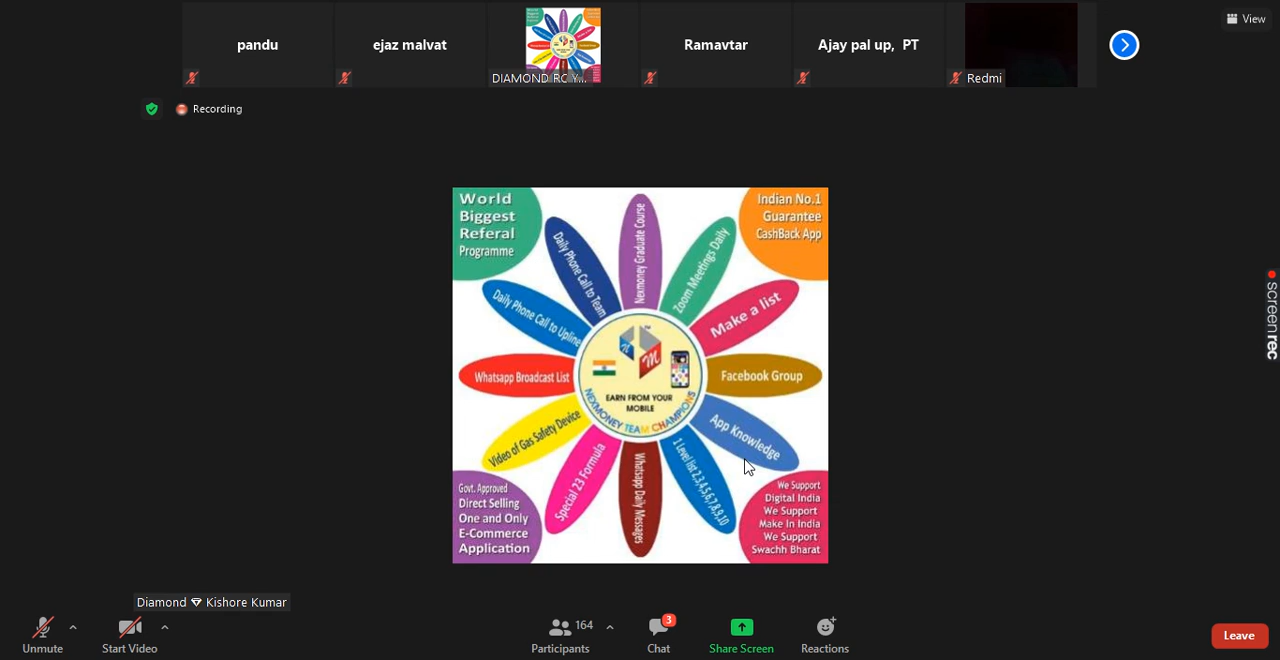 pandu
ejaz malvat
DIAMOND RO Y...
Ramavtar
Ajay pal up, PT
Redmi
View
Recording
World
Biggest
Referal
Programme
Indian No.1
Guarantee
CashBack App
Daily Phone Call to Team
Nexmoney Graduate Course
Zoom Meetings Daily
Daily Phone Call to Upline
Make a list
Whatsapp Broadcast List
EARN FROM YOUR
MOBILE
NEXMONEY TEAM CHAMPIONS
Facebook Group
Video of Gas Safety Device
App Knowledge
Special 23 Formula
Whatsapp Daily Messages
1 Level list 2,3,4,5,6,7,8,9,10
Govt. Approved
Direct Selling
One and Only
E-Commerce
Application
We Support
Digital India
We Support
Make In India
We Support
Swachh Bharat
screenrec
Diamond 💎 Kishore Kumar
Unmute
Start Video
164
Participants
3
Chat
Share Screen
Reactions
Leave